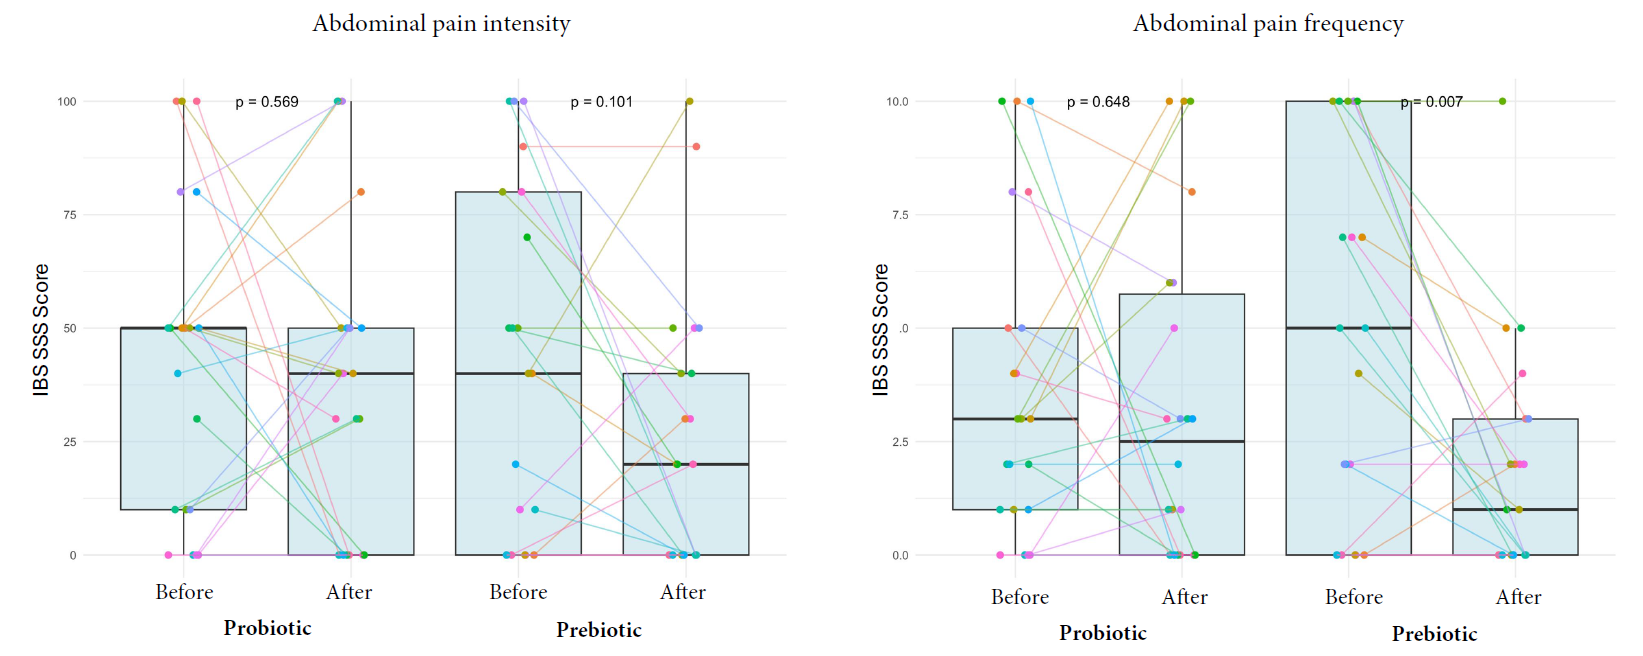 Abdominal pain intensity
IBS SSS Score
100
75
50
25
0
p = 0.569
p = 0.101
Before
After
Before
After
Probiotic
Prebiotic
Abdominal pain frequency
IBS SSS Score
10.0
7.5
.0
2.5
0.0
p = 0.648
p = 0.007
Before
After
Before
After
Probiotic
Prebiotic